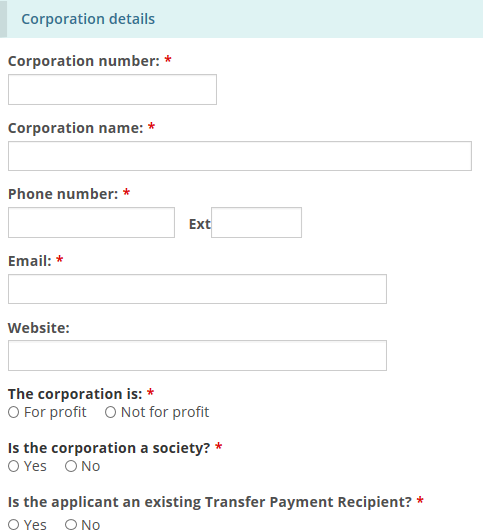 Corporation details
Corporation number: *
Corporation name: *
Phone number: *
Ext
Email: *
Website:
The corporation is: *
For profit Not for profit
Is the corporation a society? *
Yes No
Is the applicant an existing Transfer Payment Recipient? *
Yes No